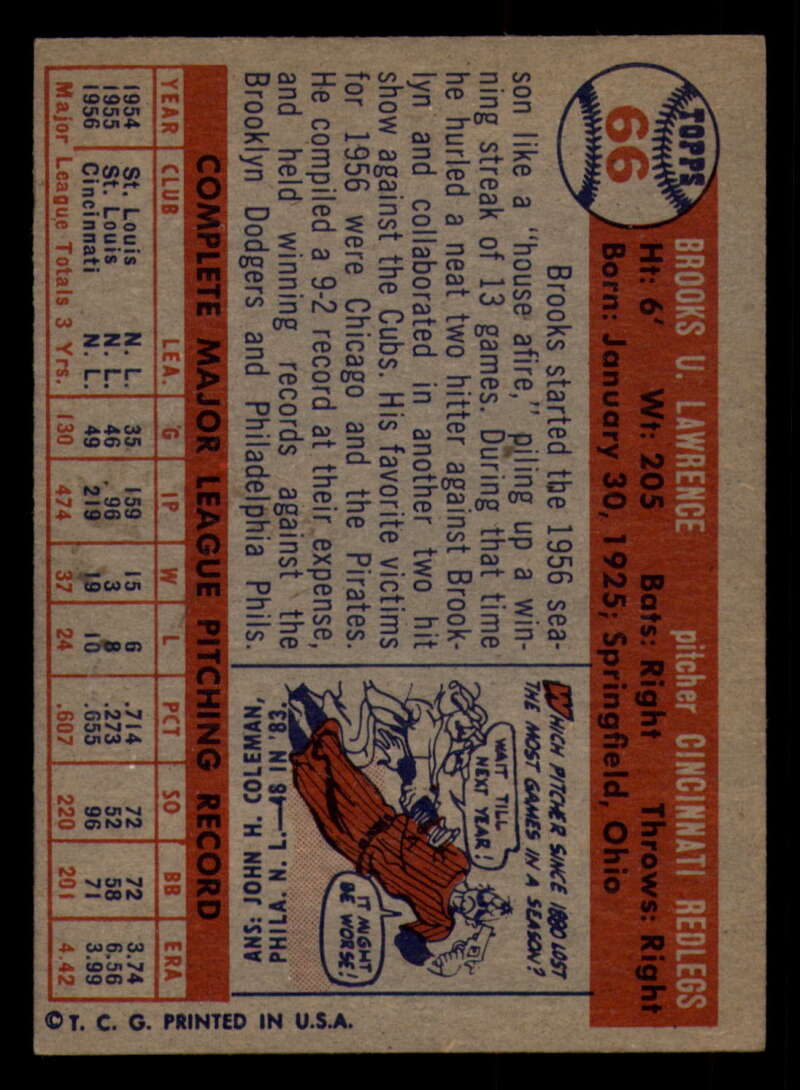 TOPPS
66
BROOKS U. LAWRENCE pitcher CINCINNATI REDLEGS
Ht: 6' Wt: 205 Bats: Right Throws: Right
Born: January 30, 1925; Springfield, Ohio
Brooks started the 1956 sea-
son like a "house afire," piling up a win-
ning streak of 13 games. During that time
he hurled a neat two hitter against Brook-
lyn and collaborated in another two hit
show against the Cubs. His favorite victims
for 1956 were Chicago and the Pirates.
He compiled a 9-2 record at their expense,
and held winning records against the
Brooklyn Dodgers and Philadelphia Phils.
WHICH PITCHER SINCE 1880 LOST
THE MOST GAMES IN A SEASON?
WAIT TILL
NEXT YEAR!
IT MIGHT
BE WORSE!
ANS: JOHN H. COLEMAN,
PHILA. N. L.—48 IN '83.
COMPLETE MAJOR LEAGUE PITCHING RECORD
YEAR CLUB LEA. G IP W L PCT SO BB ERA
1954 St. Louis N. L. 35 159 15 6 .714 72 72 3.74
1955 St. Louis N. L. 46 96 3 8 .273 52 58 6.56
1956 Cincinnati N. L. 49 219 19 10 .655 96 71 3.99
Major League Totals 3 Yrs. 130 474 37 24 .607 220 201 4.42
© T. C. G. PRINTED IN U.S.A.